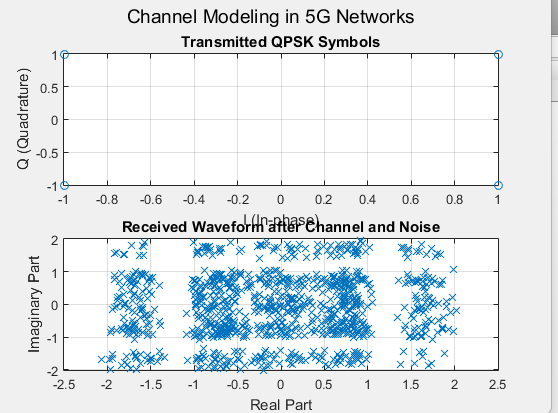 Channel Modeling in 5G Networks
Transmitted QPSK Symbols
Q (Quadrature)
1
0.5
0
-0.5
-1
-1 -0.8 -0.6 -0.4 -0.2 0 0.2 0.4 0.6 0.8 1
I (In-phase)
Received Waveform after Channel and Noise
Imaginary Part
2
1
0
-1
-2
-2.5 -2 -1.5 -1 -0.5 0 0.5 1 1.5 2 2.5
Real Part